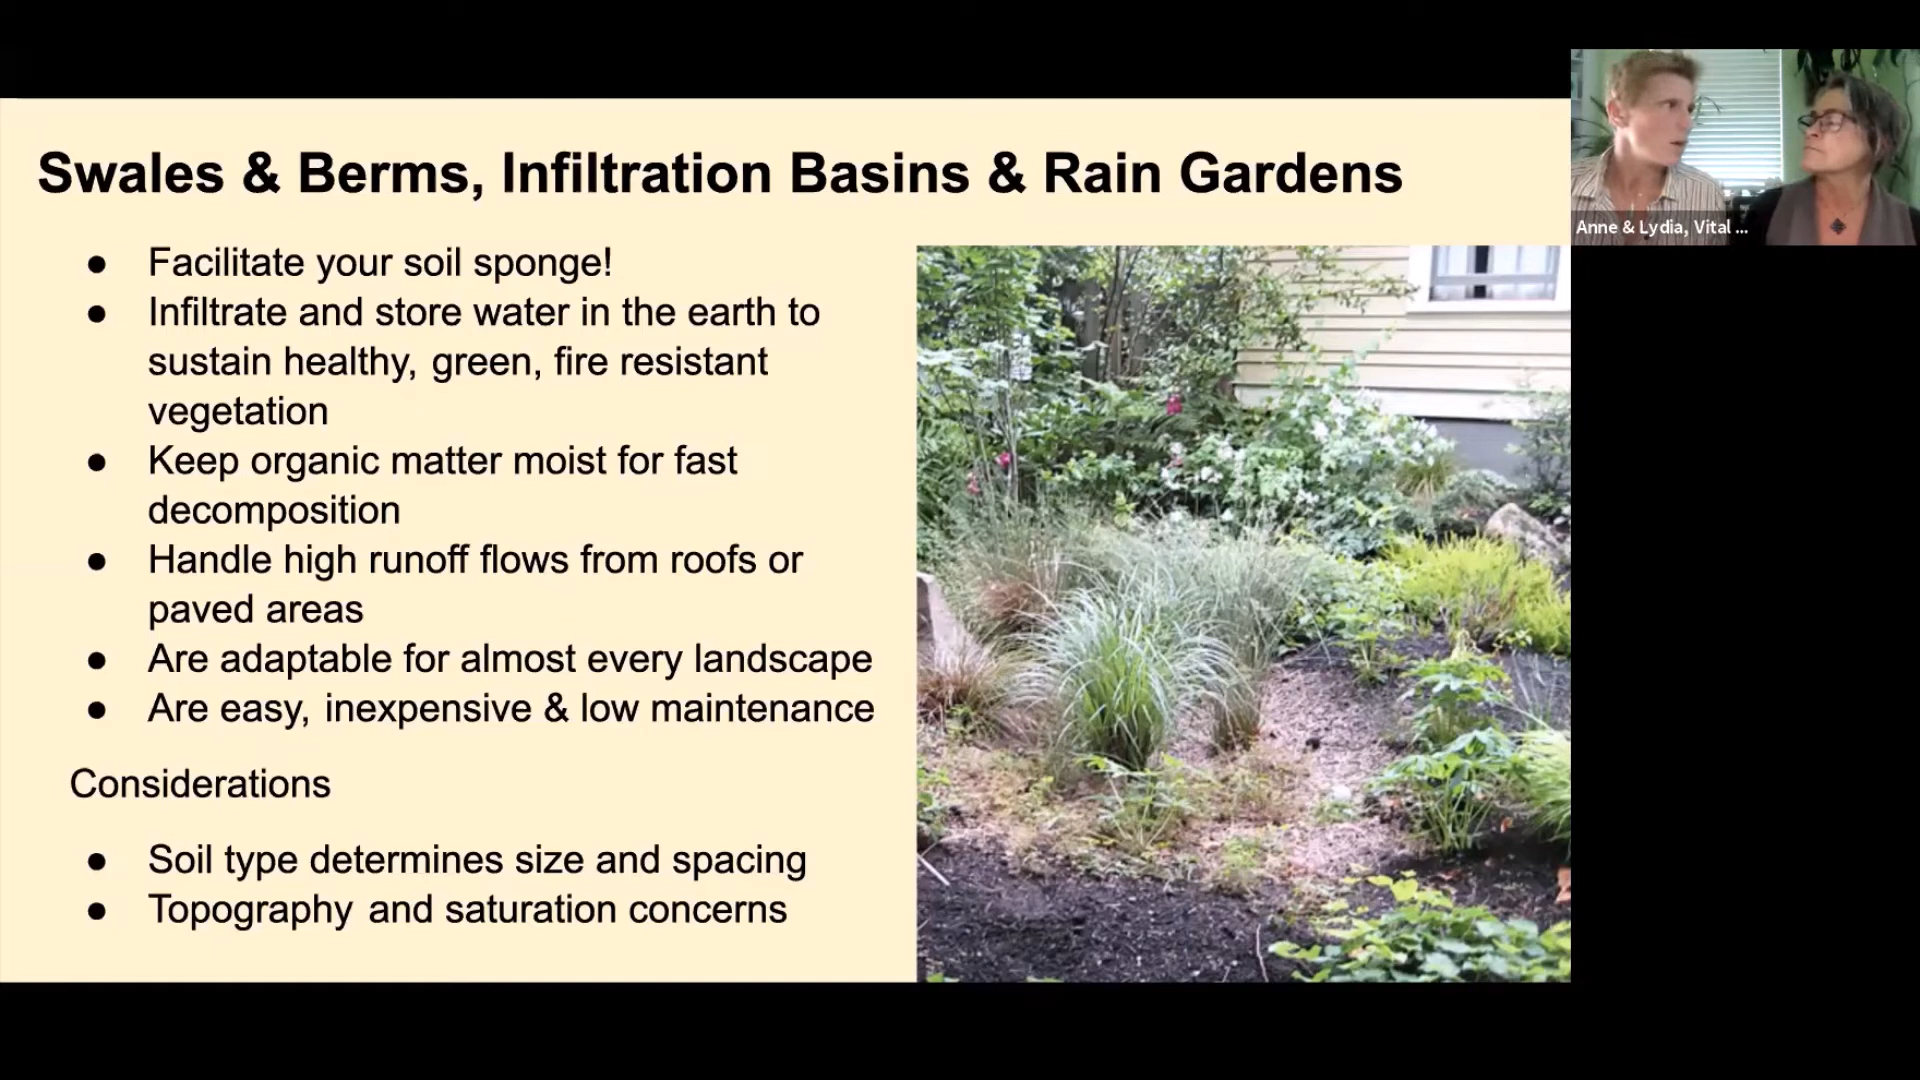 Swales & Berms, Infiltration Basins & Rain Gardens
● Facilitate your soil sponge!
● Infiltrate and store water in the earth to
sustain healthy, green, fire resistant
vegetation
● Keep organic matter moist for fast
decomposition
● Handle high runoff flows from roofs or
paved areas
● Are adaptable for almost every landscape
● Are easy, inexpensive & low maintenance
Considerations
● Soil type determines size and spacing
● Topography and saturation concerns
Anne & Lydia, Vital ...